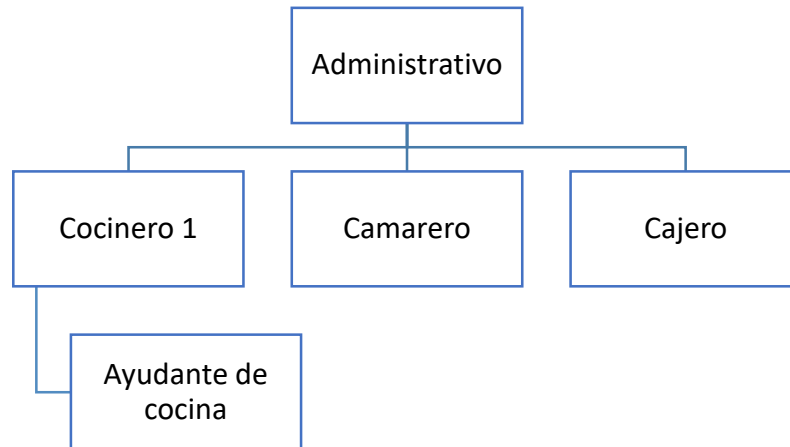 Administrativo
Cocinero 1
Camarero
Cajero
Ayudante de
cocina